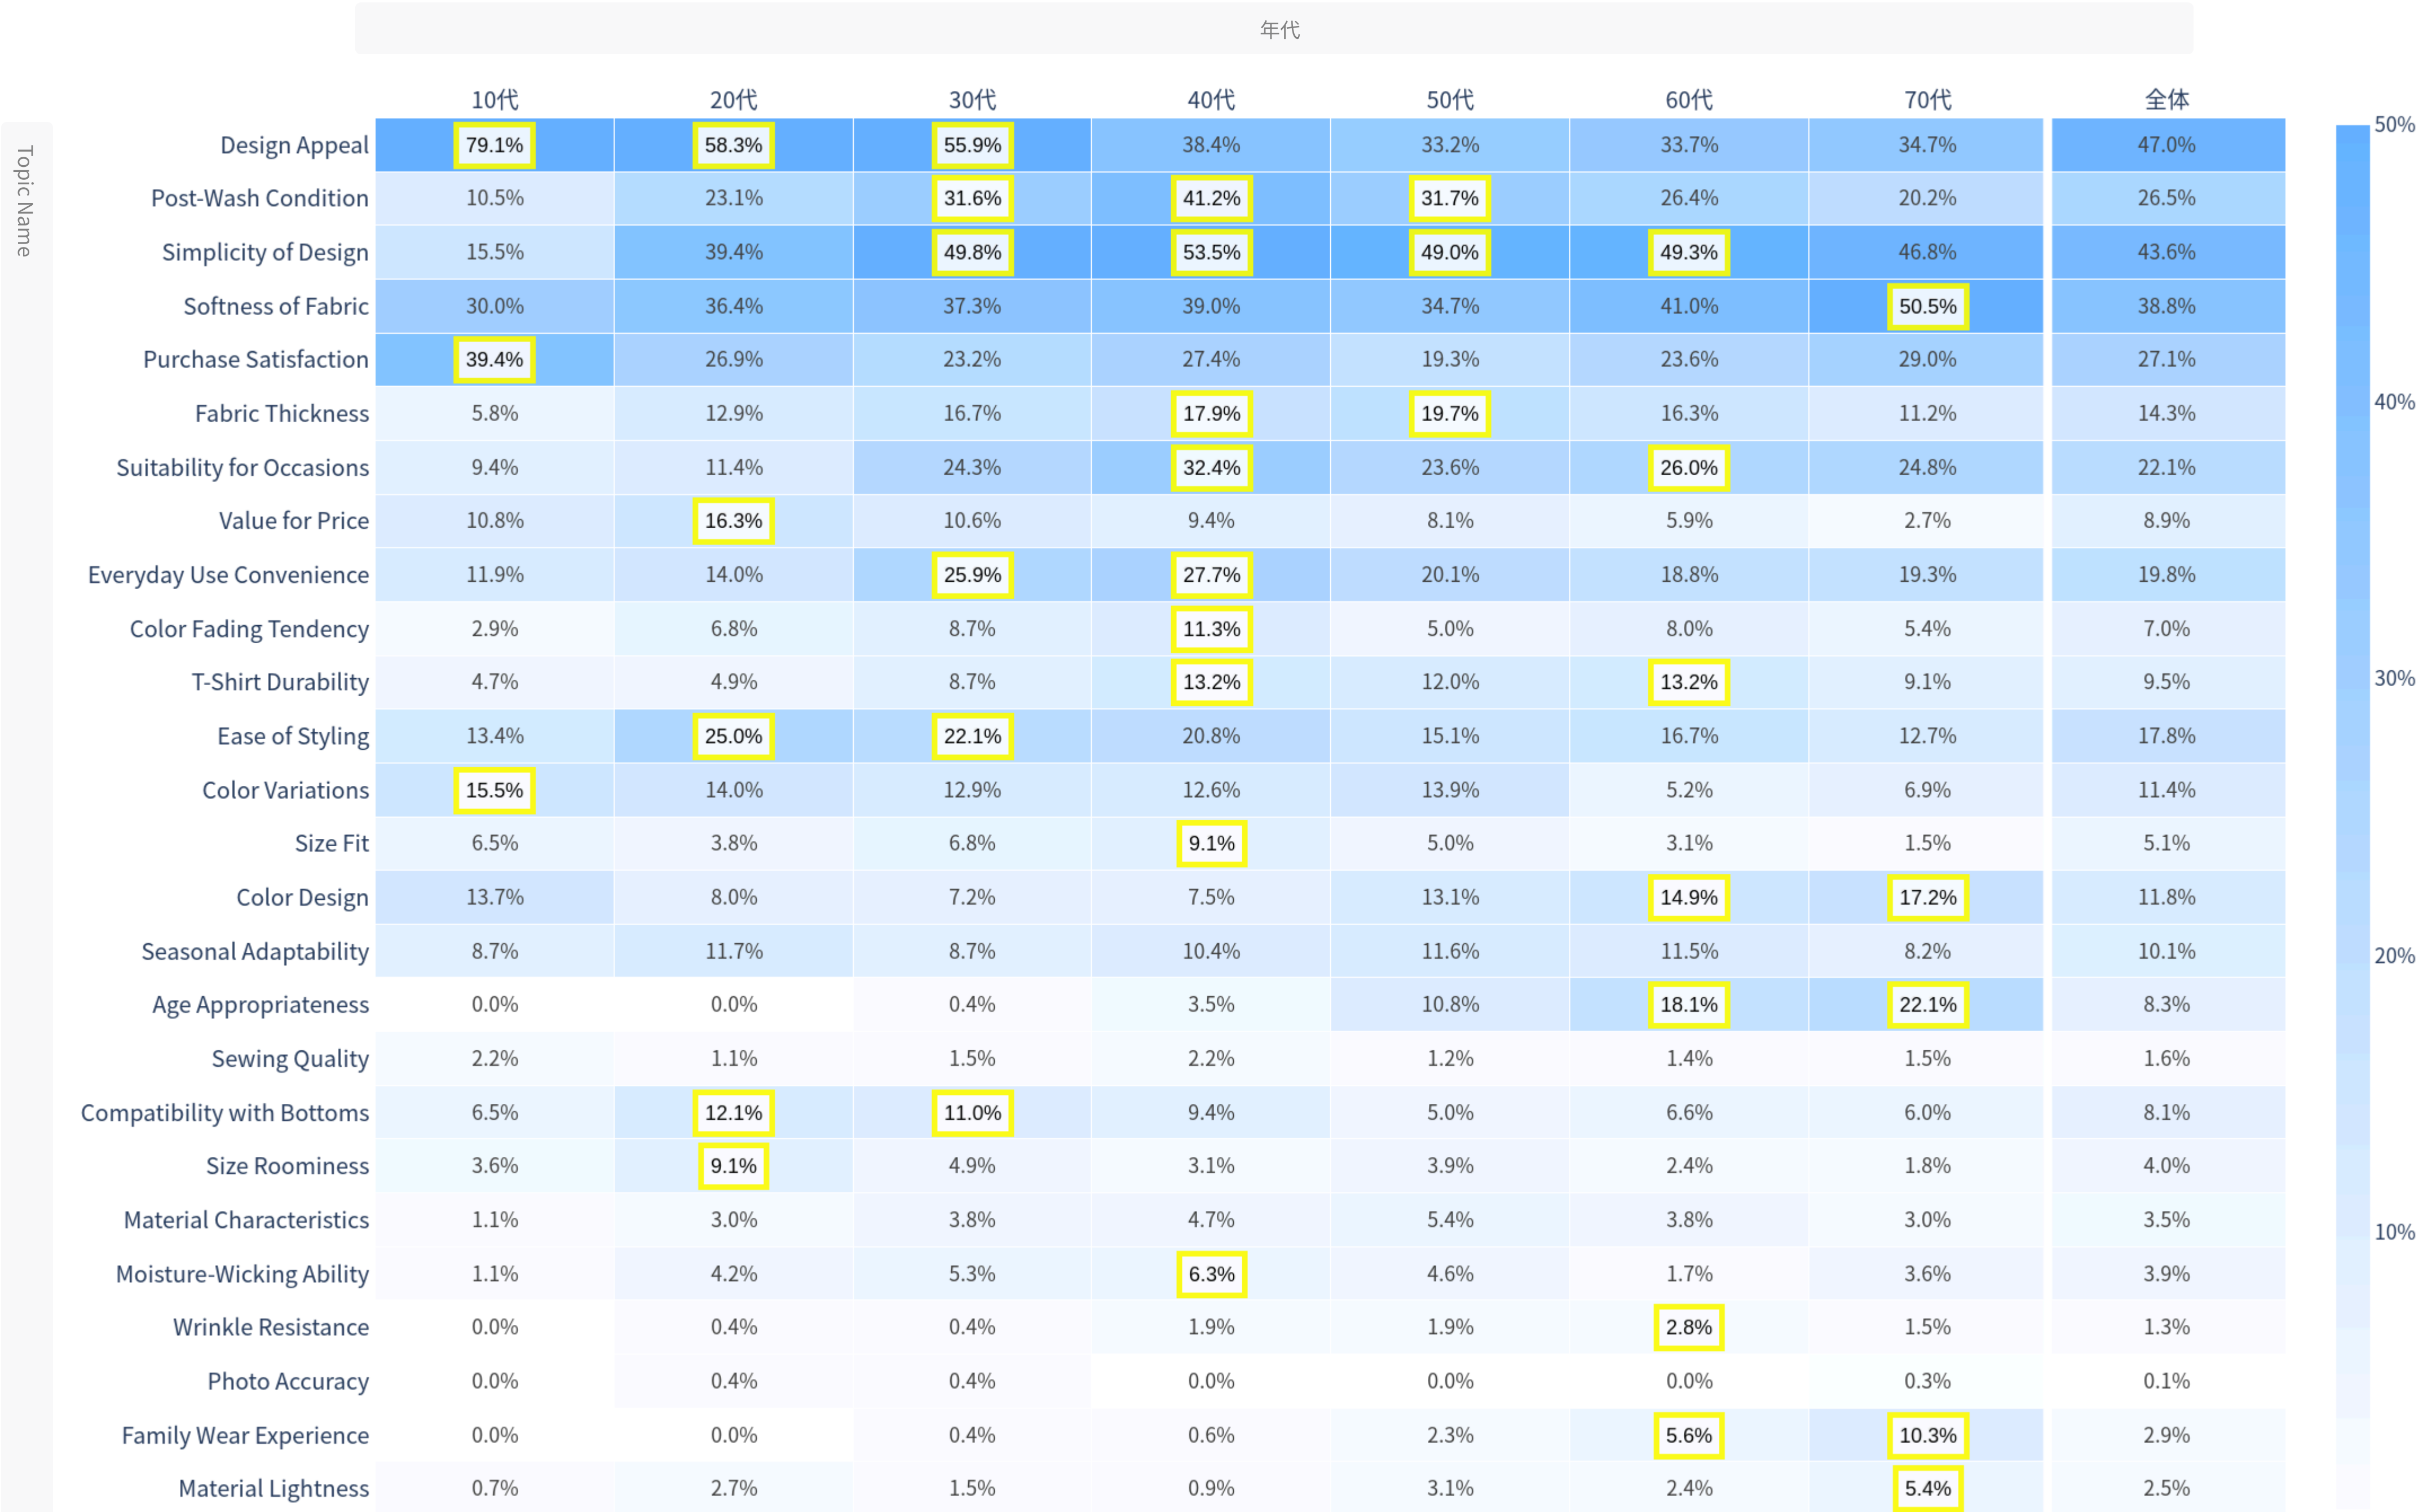 年代
10代 20代 30代 40代 50代 60代 70代 全体
Topic Name
Design Appeal 79.1% 58.3% 55.9% 38.4% 33.2% 33.7% 34.7% 47.0%
Post-Wash Condition 10.5% 23.1% 31.6% 41.2% 31.7% 26.4% 20.2% 26.5%
Simplicity of Design 15.5% 39.4% 49.8% 53.5% 49.0% 49.3% 46.8% 43.6%
Softness of Fabric 30.0% 36.4% 37.3% 39.0% 34.7% 41.0% 50.5% 38.8%
Purchase Satisfaction 39.4% 26.9% 23.2% 27.4% 19.3% 23.6% 29.0% 27.1%
Fabric Thickness 5.8% 12.9% 16.7% 17.9% 19.7% 16.3% 11.2% 14.3%
Suitability for Occasions 9.4% 11.4% 24.3% 32.4% 23.6% 26.0% 24.8% 22.1%
Value for Price 10.8% 16.3% 10.6% 9.4% 8.1% 5.9% 2.7% 8.9%
Everyday Use Convenience 11.9% 14.0% 25.9% 27.7% 20.1% 18.8% 19.3% 19.8%
Color Fading Tendency 2.9% 6.8% 8.7% 11.3% 5.0% 8.0% 5.4% 7.0%
T-Shirt Durability 4.7% 4.9% 8.7% 13.2% 12.0% 13.2% 9.1% 9.5%
Ease of Styling 13.4% 25.0% 22.1% 20.8% 15.1% 16.7% 12.7% 17.8%
Color Variations 15.5% 14.0% 12.9% 12.6% 13.9% 5.2% 6.9% 11.4%
Size Fit 6.5% 3.8% 6.8% 9.1% 5.0% 3.1% 1.5% 5.1%
Color Design 13.7% 8.0% 7.2% 7.5% 13.1% 14.9% 17.2% 11.8%
Seasonal Adaptability 8.7% 11.7% 8.7% 10.4% 11.6% 11.5% 8.2% 10.1%
Age Appropriateness 0.0% 0.0% 0.4% 3.5% 10.8% 18.1% 22.1% 8.3%
Sewing Quality 2.2% 1.1% 1.5% 2.2% 1.2% 1.4% 1.5% 1.6%
Compatibility with Bottoms 6.5% 12.1% 11.0% 9.4% 5.0% 6.6% 6.0% 8.1%
Size Roominess 3.6% 9.1% 4.9% 3.1% 3.9% 2.4% 1.8% 4.0%
Material Characteristics 1.1% 3.0% 3.8% 4.7% 5.4% 3.8% 3.0% 3.5%
Moisture-Wicking Ability 1.1% 4.2% 5.3% 6.3% 4.6% 1.7% 3.6% 3.9%
Wrinkle Resistance 0.0% 0.4% 0.4% 1.9% 1.9% 2.8% 1.5% 1.3%
Photo Accuracy 0.0% 0.4% 0.4% 0.0% 0.0% 0.0% 0.3% 0.1%
Family Wear Experience 0.0% 0.0% 0.4% 0.6% 2.3% 5.6% 10.3% 2.9%
Material Lightness 0.7% 2.7% 1.5% 0.9% 3.1% 2.4% 5.4% 2.5%
50%
40%
30%
20%
10%